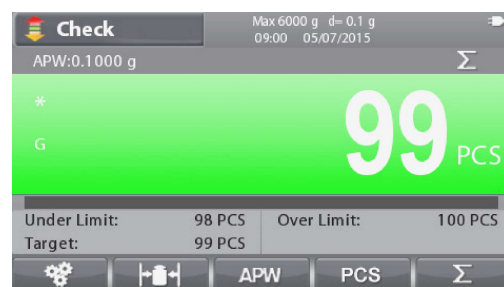 Check
Max 6000 g d= 0.1 g
09:00 05/07/2015
APW:0.1000 g Σ
*
G
99 PCS
Under Limit: 98 PCS Over Limit: 100 PCS
Target: 99 PCS
APW PCS Σ